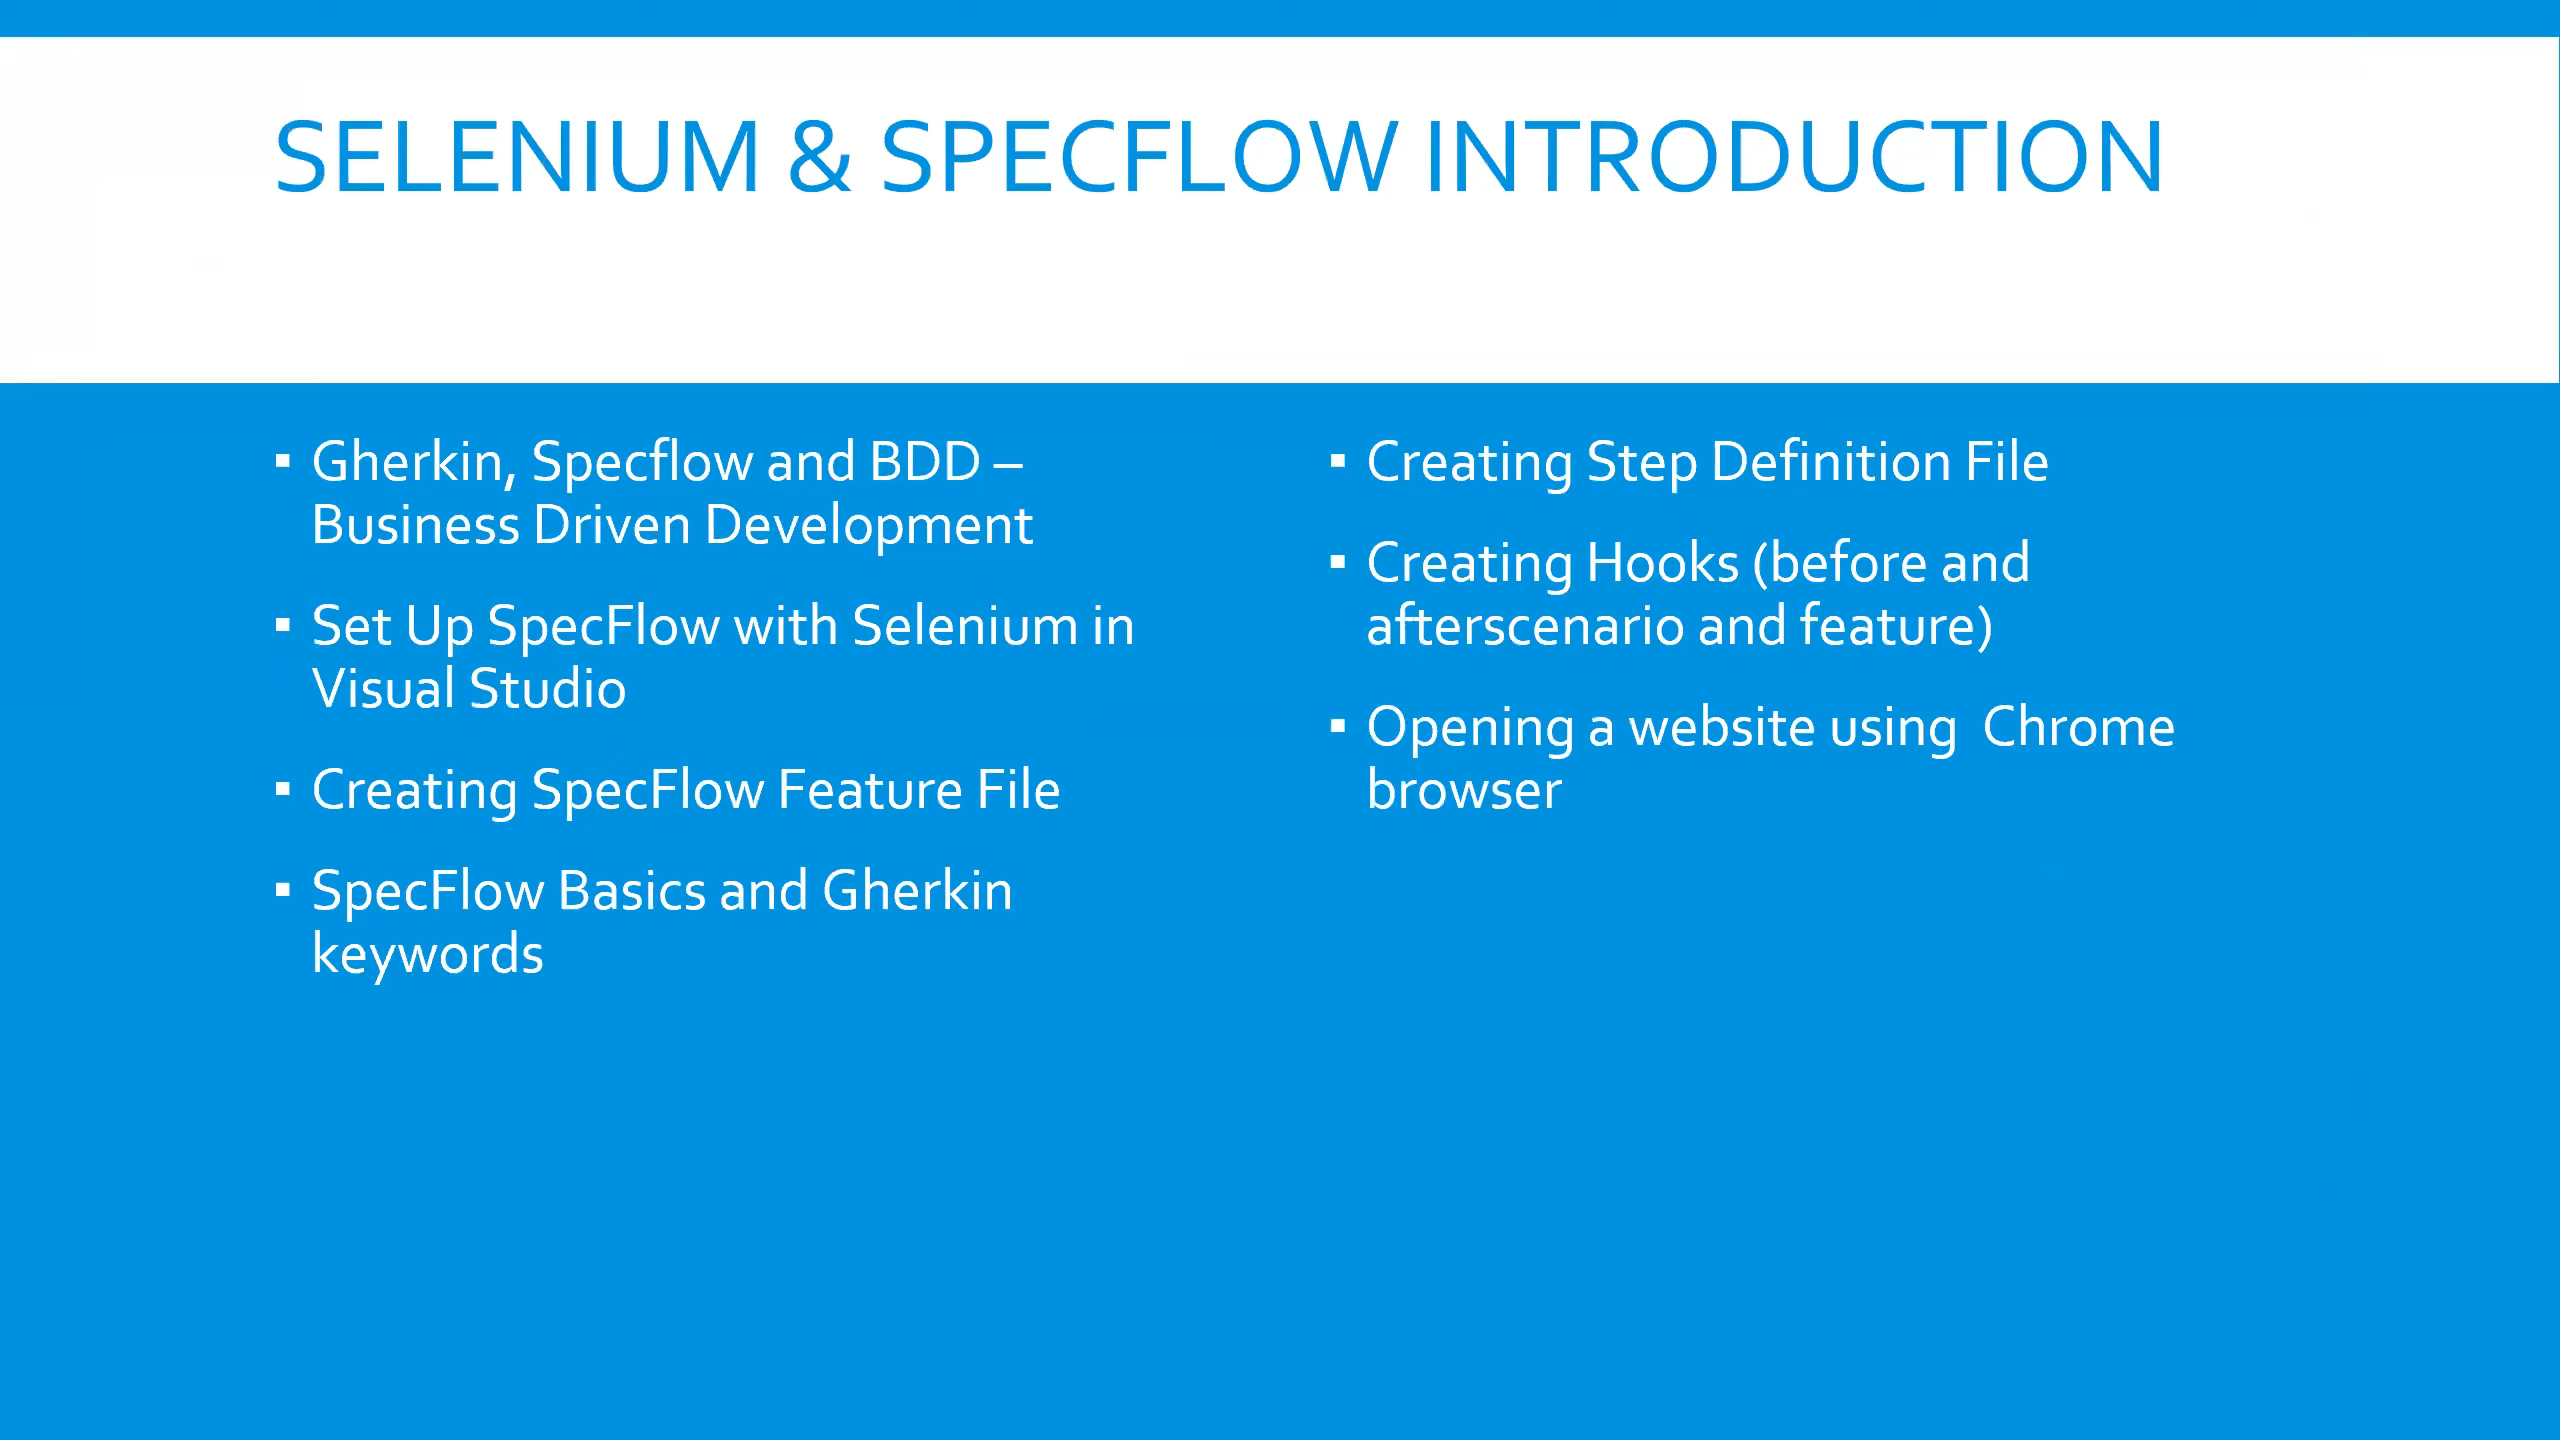 SELENIUM & SPECFLOW INTRODUCTION
▪ Gherkin, Specflow and BDD –
Business Driven Development
▪ Set Up SpecFlow with Selenium in
Visual Studio
▪ Creating SpecFlow Feature File
▪ SpecFlow Basics and Gherkin
keywords
▪ Creating Step Definition File
▪ Creating Hooks (before and
afterscenario and feature)
▪ Opening a website using  Chrome
browser